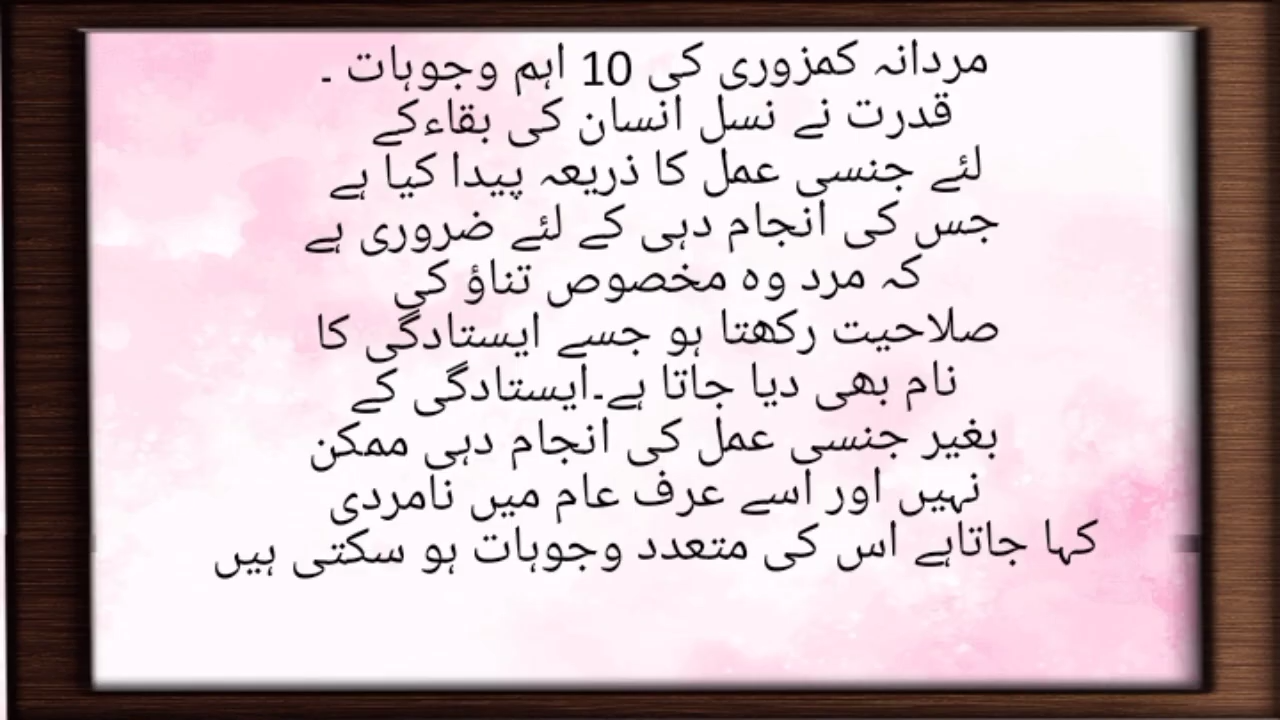 مردانہ کمزوری کی 10 اہم وجوہات ۔
قدرت نے نسل انسان کی بقاءکے
لئے جنسی عمل کا ذریعہ پیدا کیا ہے
جس کی انجام دہی کے لئے ضروری ہے
کہ مرد وہ مخصوص تناؤ کی
صلاحیت رکھتا ہو جسے ایستادگی کا
نام بھی دیا جاتا ہے۔ایستادگی کے
بغیر جنسی عمل کی انجام دہی ممکن
نہیں اور اسے عرف عام میں نامردی
کہا جاتاہے اس کی متعدد وجوہات ہو سکتی ہیں